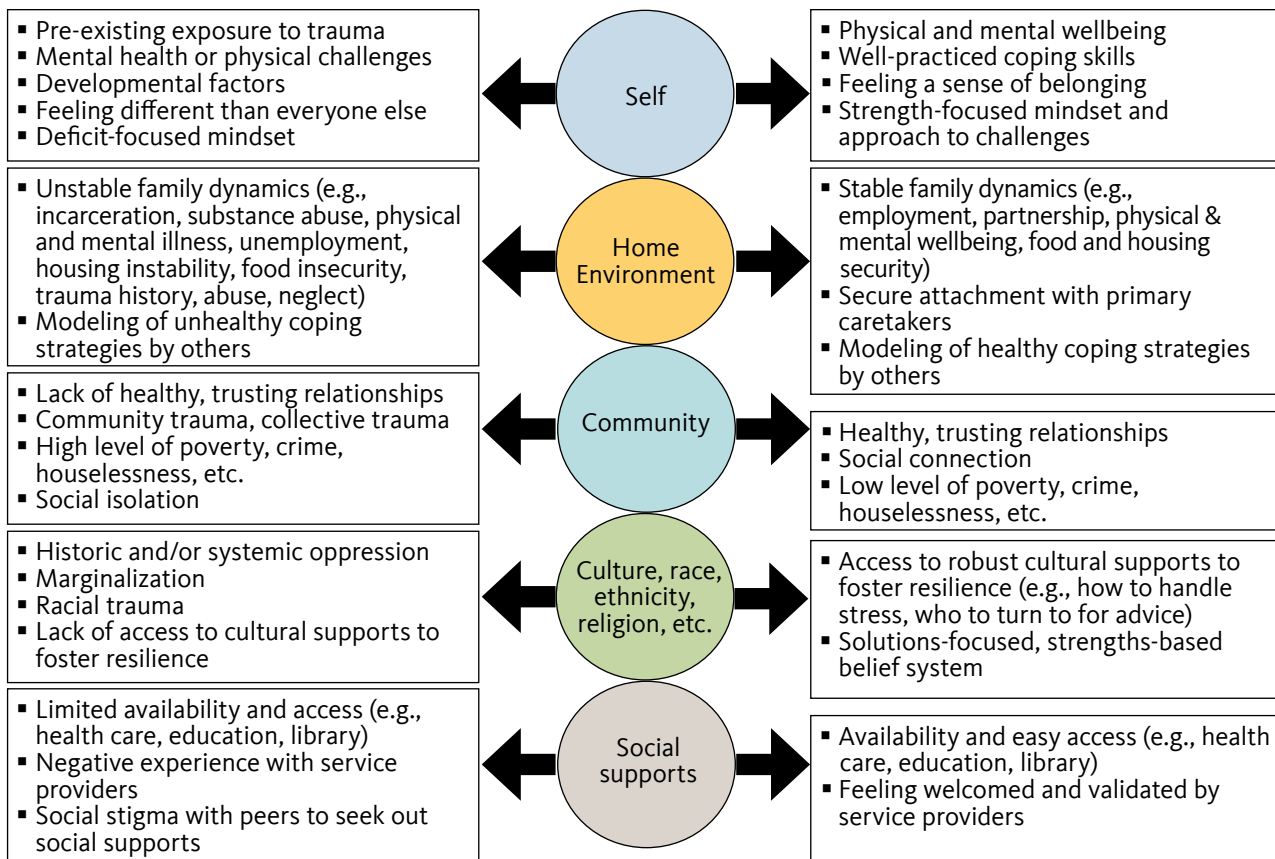 ▪ Pre-existing exposure to trauma
▪ Mental health or physical challenges
▪ Developmental factors
▪ Feeling different than everyone else
▪ Deficit-focused mindset
Self
▪ Physical and mental wellbeing
▪ Well-practiced coping skills
▪ Feeling a sense of belonging
▪ Strength-focused mindset and
approach to challenges
▪ Unstable family dynamics (e.g.,
incarceration, substance abuse, physical
and mental illness, unemployment,
housing instability, food insecurity,
trauma history, abuse, neglect)
▪ Modeling of unhealthy coping
strategies by others
Home
Environment
▪ Stable family dynamics (e.g.,
employment, partnership, physical &
mental wellbeing, food and housing
security)
▪ Secure attachment with primary
caretakers
▪ Modeling of healthy coping strategies
by others
▪ Lack of healthy, trusting relationships
▪ Community trauma, collective trauma
▪ High level of poverty, crime,
houselessness, etc.
▪ Social isolation
Community
▪ Healthy, trusting relationships
▪ Social connection
▪ Low level of poverty, crime,
houselessness, etc.
▪ Historic and/or systemic oppression
▪ Marginalization
▪ Racial trauma
▪ Lack of access to cultural supports to
foster resilience
Culture, race,
ethnicity,
religion, etc.
▪ Access to robust cultural supports to
foster resilience (e.g., how to handle
stress, who to turn to for advice)
▪ Solutions-focused, strengths-based
belief system
▪ Limited availability and access (e.g.,
health care, education, library)
▪ Negative experience with service
providers
▪ Social stigma with peers to seek out
social supports
Social
supports
▪ Availability and easy access (e.g., health
care, education, library)
▪ Feeling welcomed and validated by
service providers